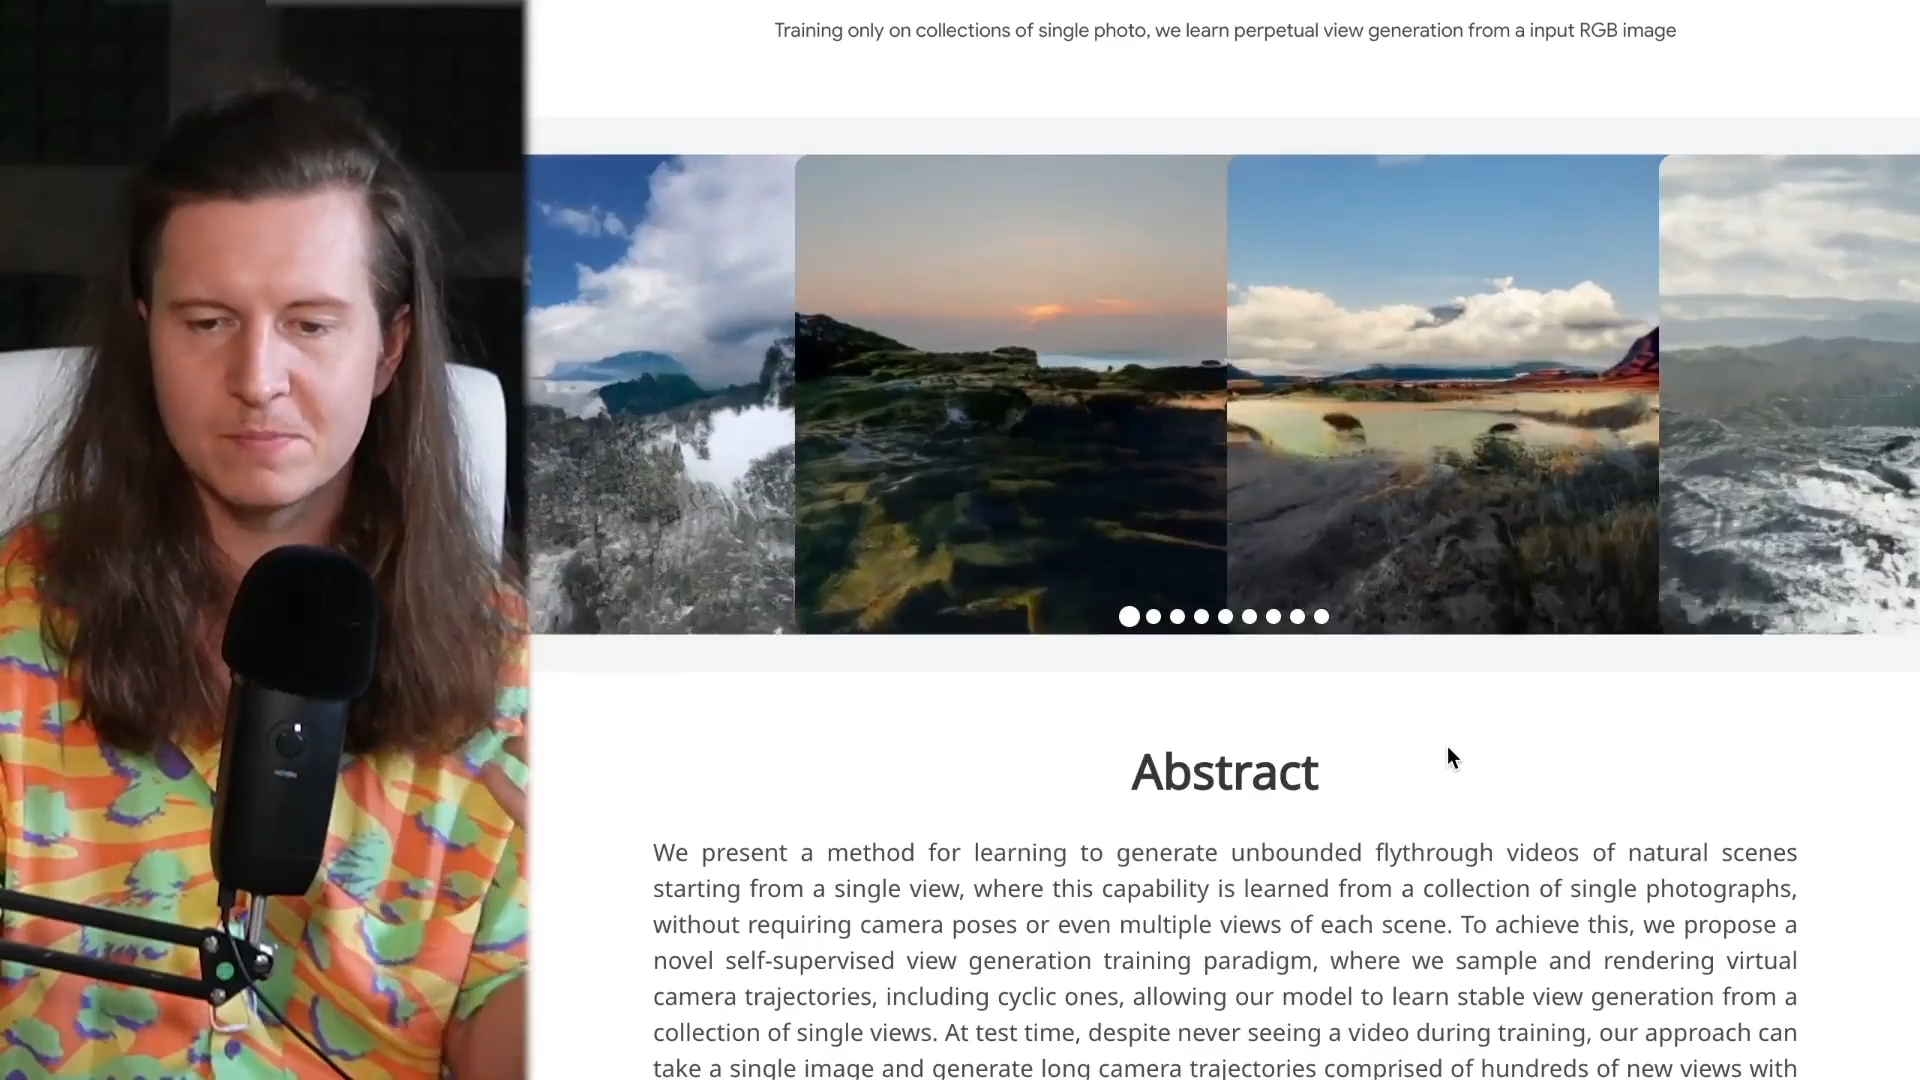 Training only on collections of single photo, we learn perpetual view generation from a input RGB image
Abstract
We present a method for learning to generate unbounded flythrough videos of natural scenes
starting from a single view, where this capability is learned from a collection of single photographs,
without requiring camera poses or even multiple views of each scene. To achieve this, we propose a
novel self-supervised view generation training paradigm, where we sample and rendering virtual
camera trajectories, including cyclic ones, allowing our model to learn stable view generation from a
collection of single views. At test time, despite never seeing a video during training, our approach can
take a single image and generate long camera trajectories comprised of hundreds of new views with